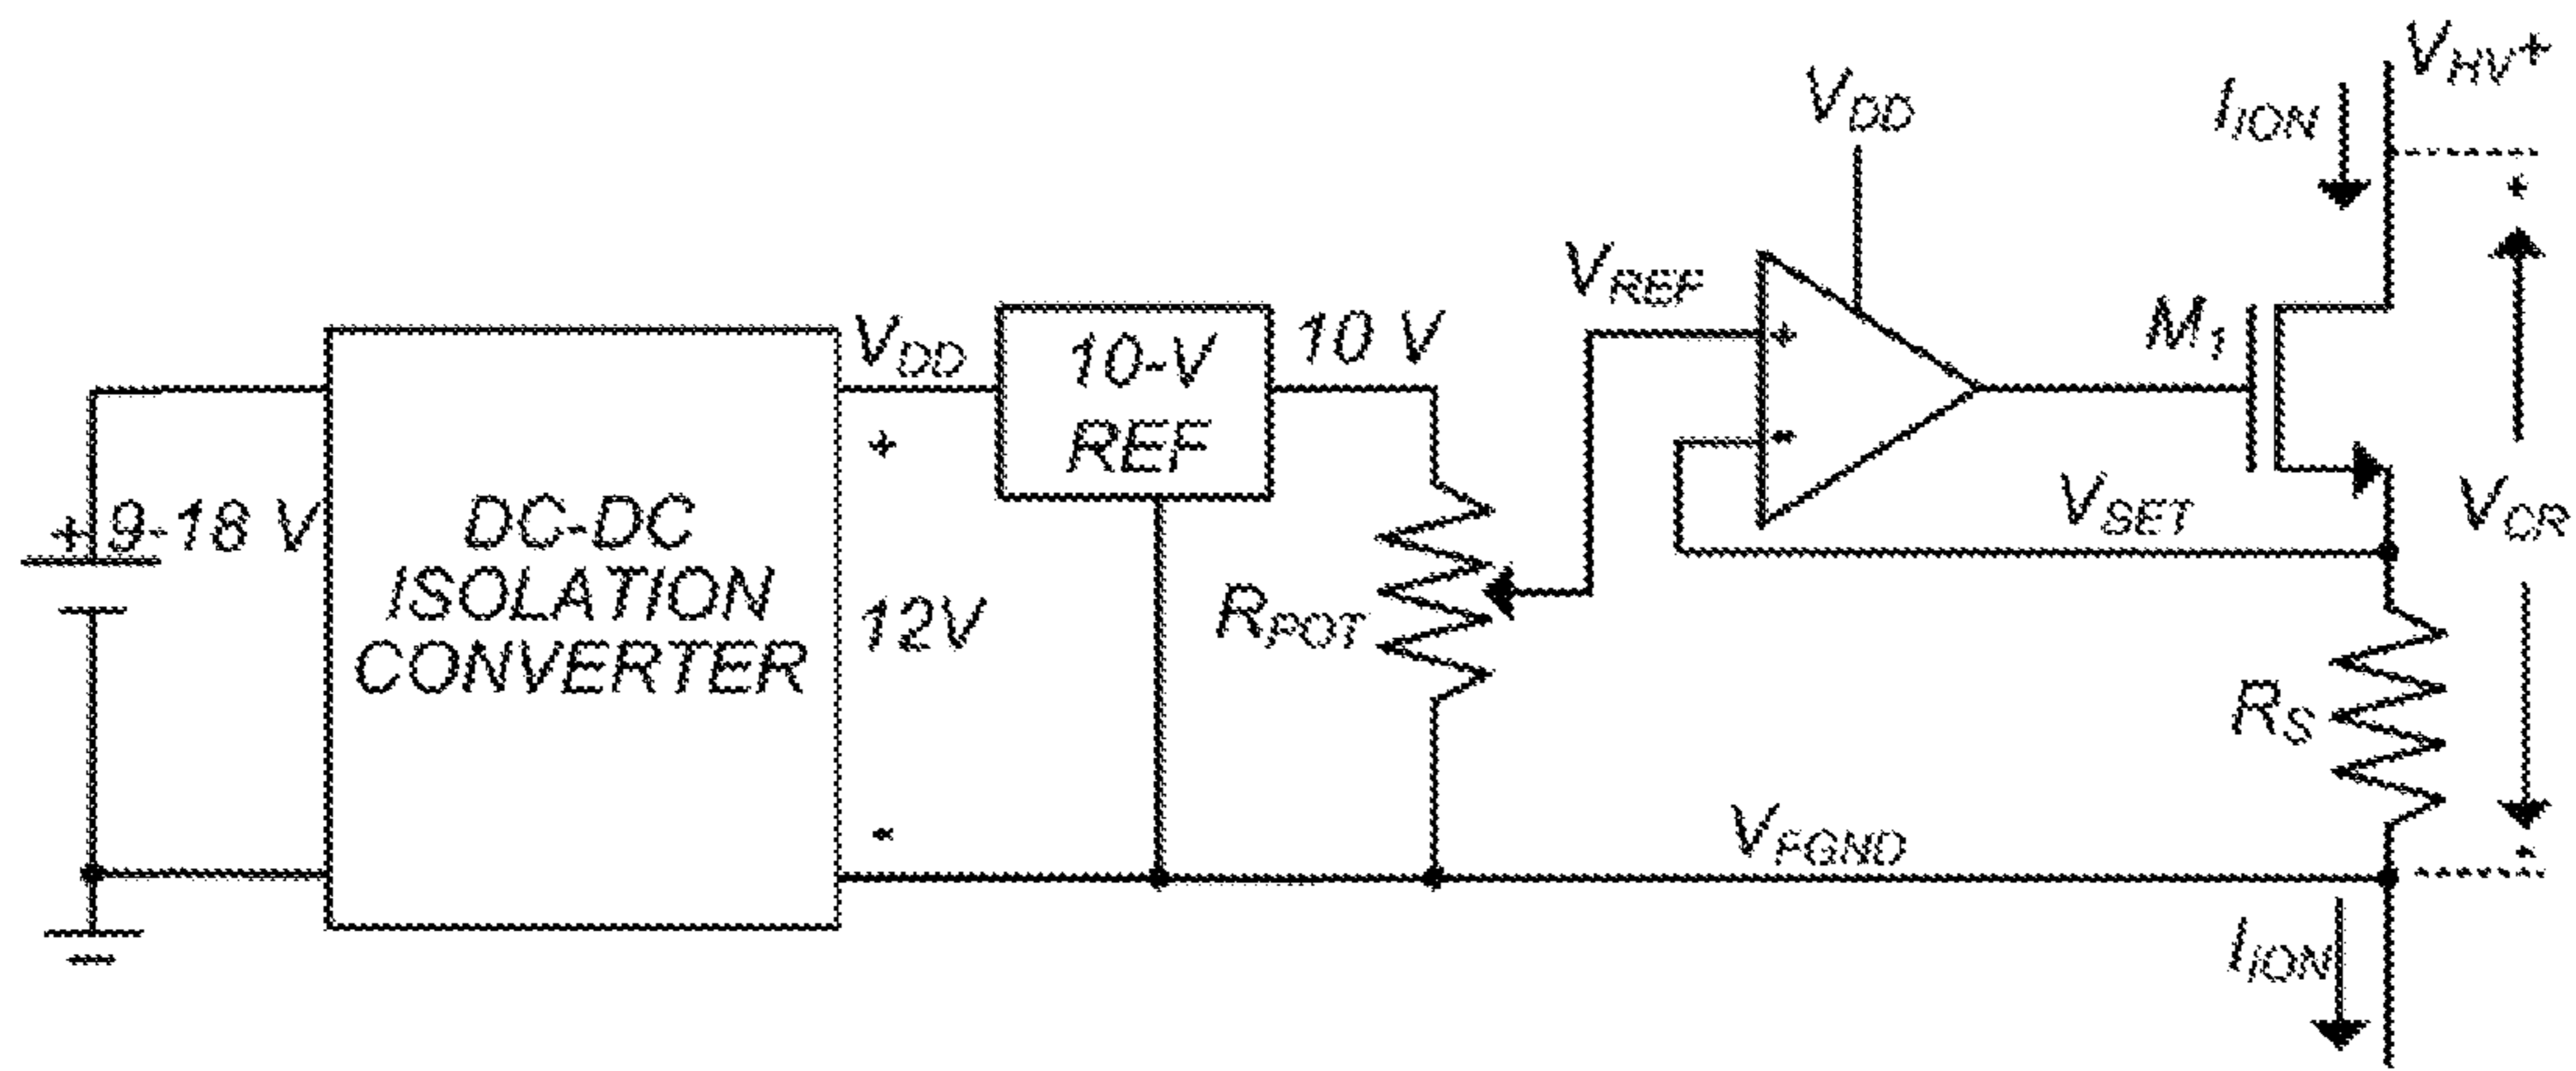 + 9-18 V
DC-DC
ISOLATION
CONVERTER
VDD
+
12V
-
10-V
REF
10 V
RPOT
VREF
VDD
+
-
VSET
VFGND
M1
IION
VHV+
+
VCR
-
RS
IION